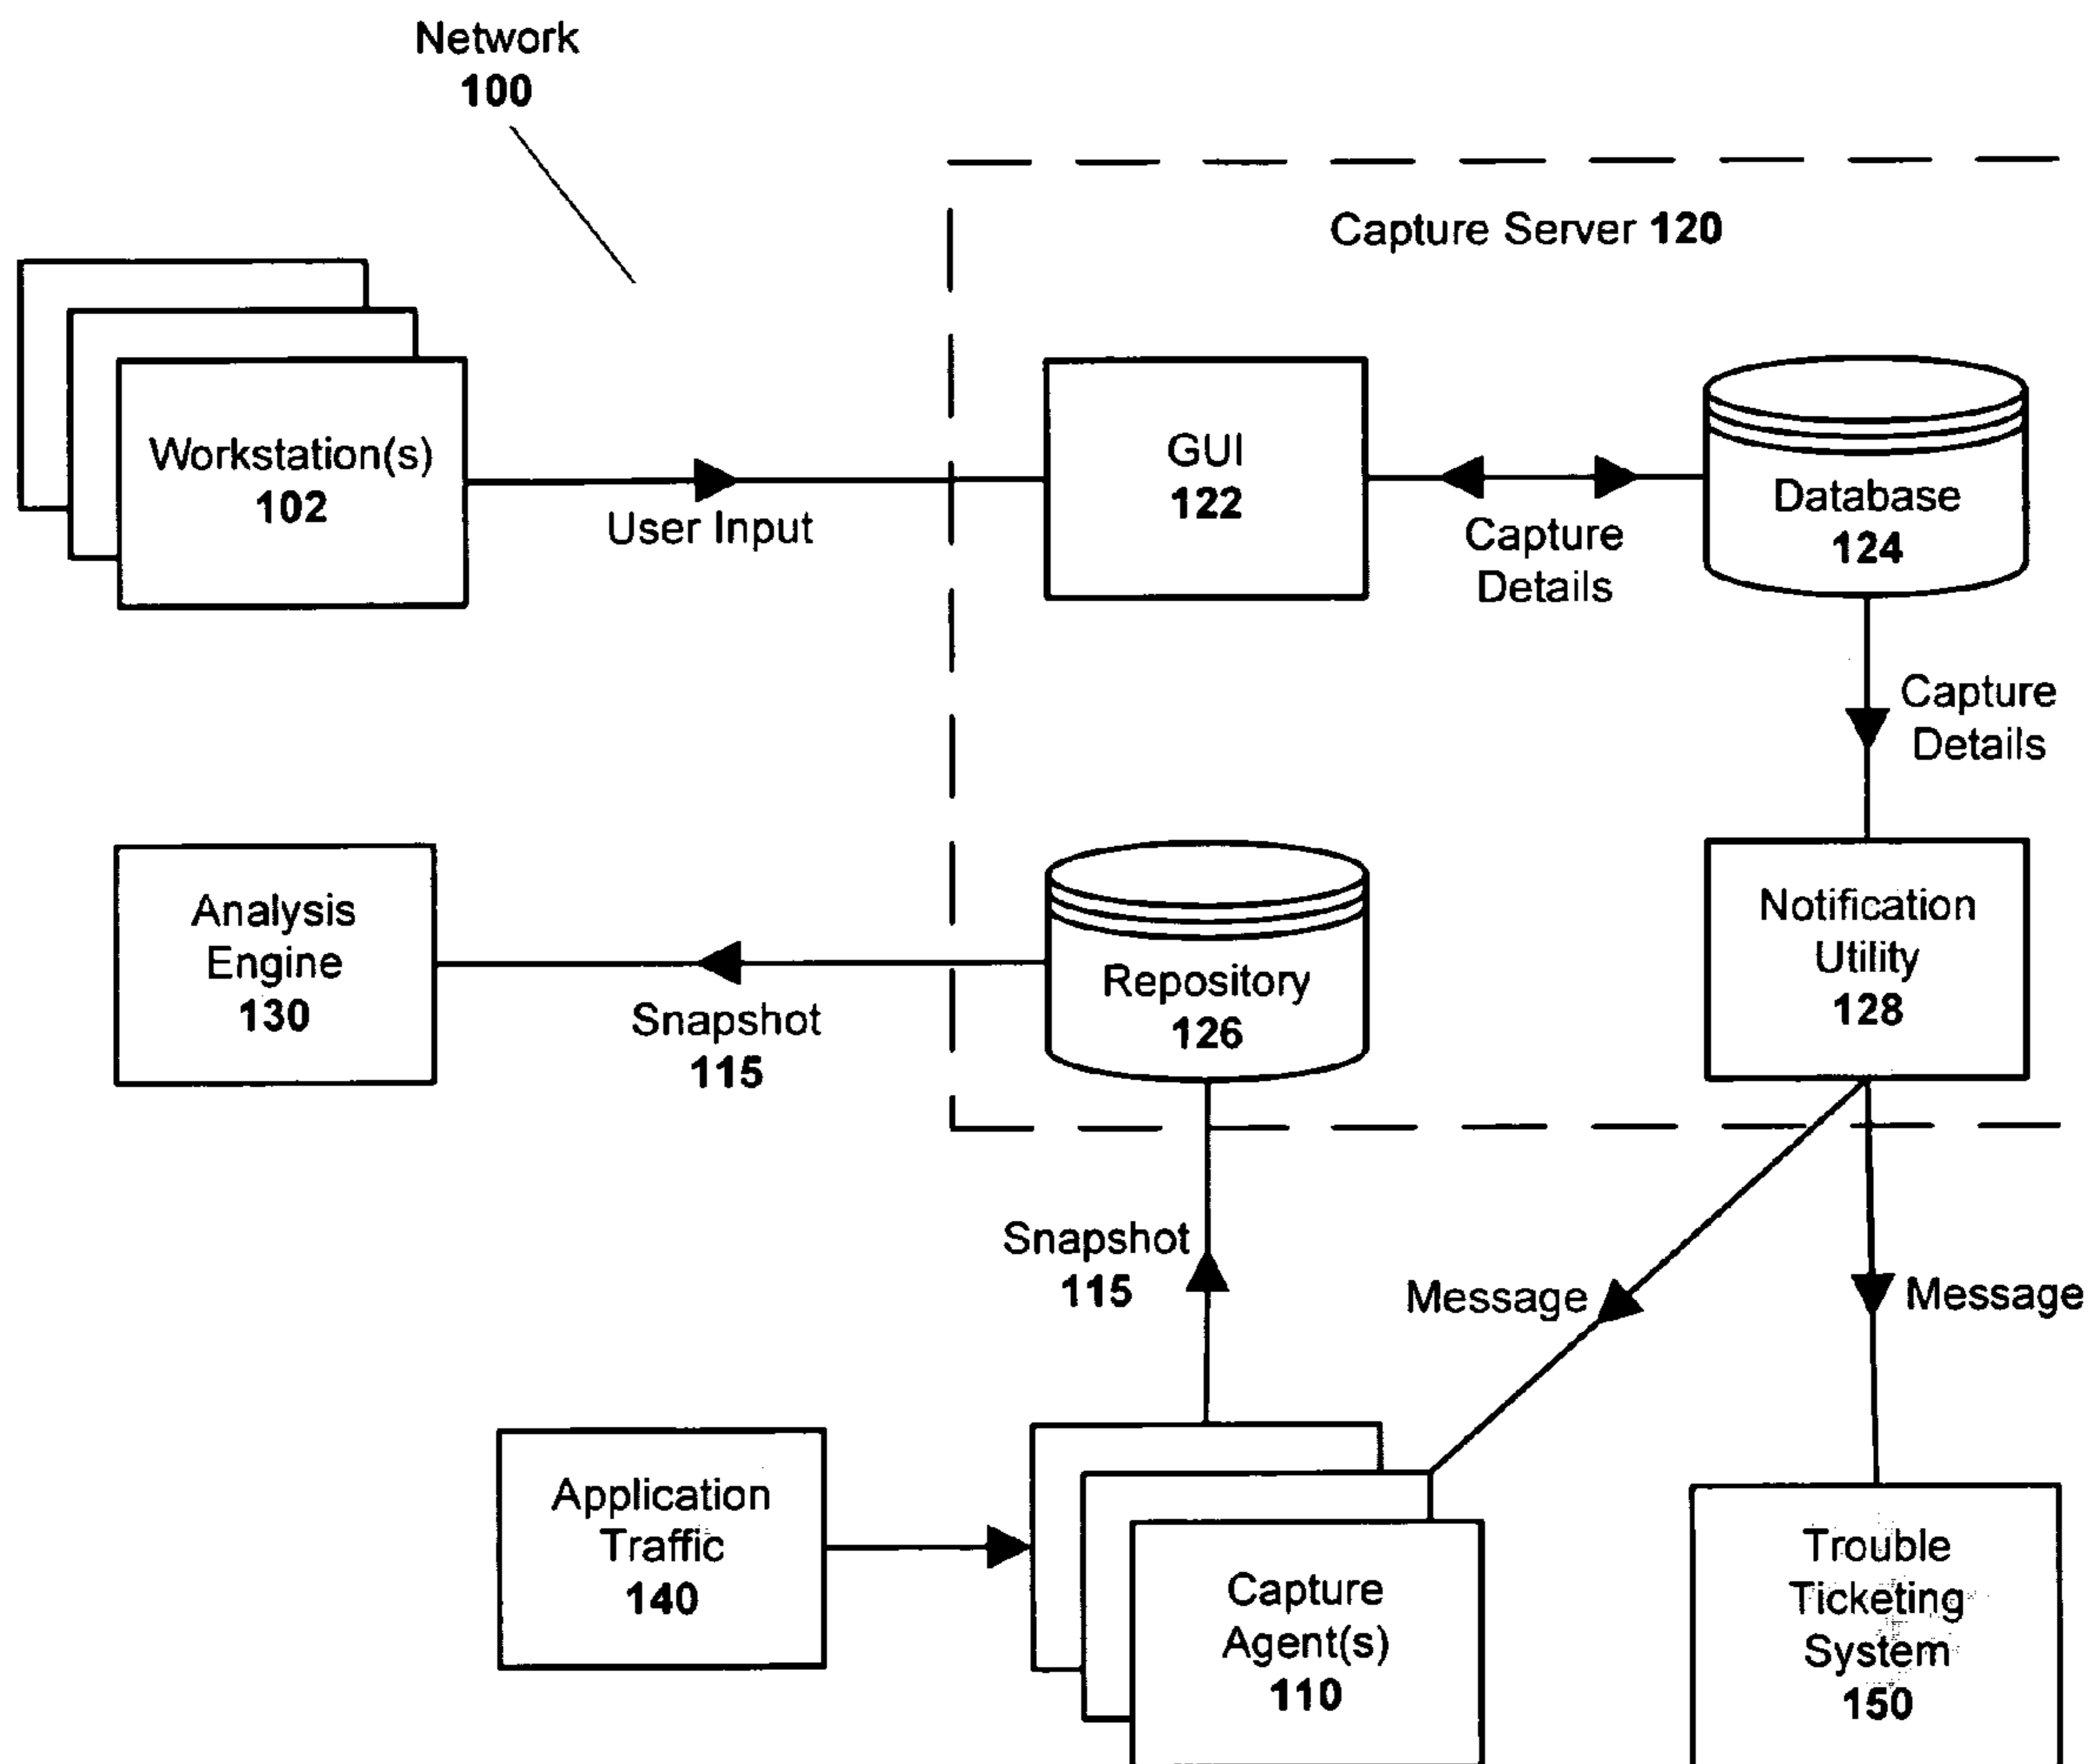 Network
100
Capture Server 120
Workstation(s)
102
User Input
GUI
122
Capture
Details
Database
124
Capture
Details
Analysis
Engine
130
Snapshot
115
Repository
126
Notification
Utility
128
Snapshot
115
Message
Message
Application
Traffic
140
Capture
Agent(s)
110
Trouble
Ticketing
System
150